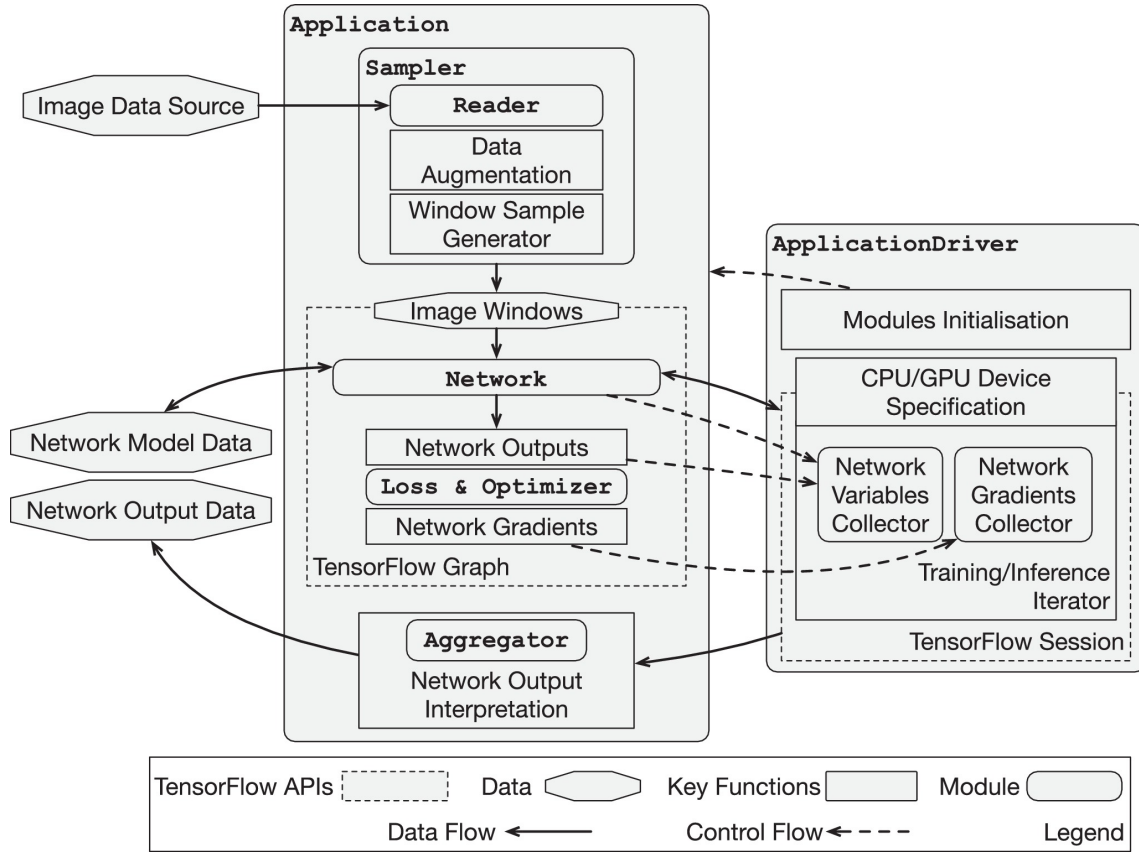 Application
Sampler
Image Data Source
Reader
Data
Augmentation
Window Sample
Generator
ApplicationDriver
Image Windows
Modules Initialisation
Network
CPU/GPU Device
Specification
Network Model Data
Network Outputs
Network
Variables
Collector
Network
Gradients
Collector
Loss & Optimizer
Network Output Data
Network Gradients
TensorFlow Graph
Training/Inference
Iterator
TensorFlow Session
Aggregator
Network Output
Interpretation
TensorFlow APIs
Data
Key Functions
Module
Data Flow
Control Flow
Legend